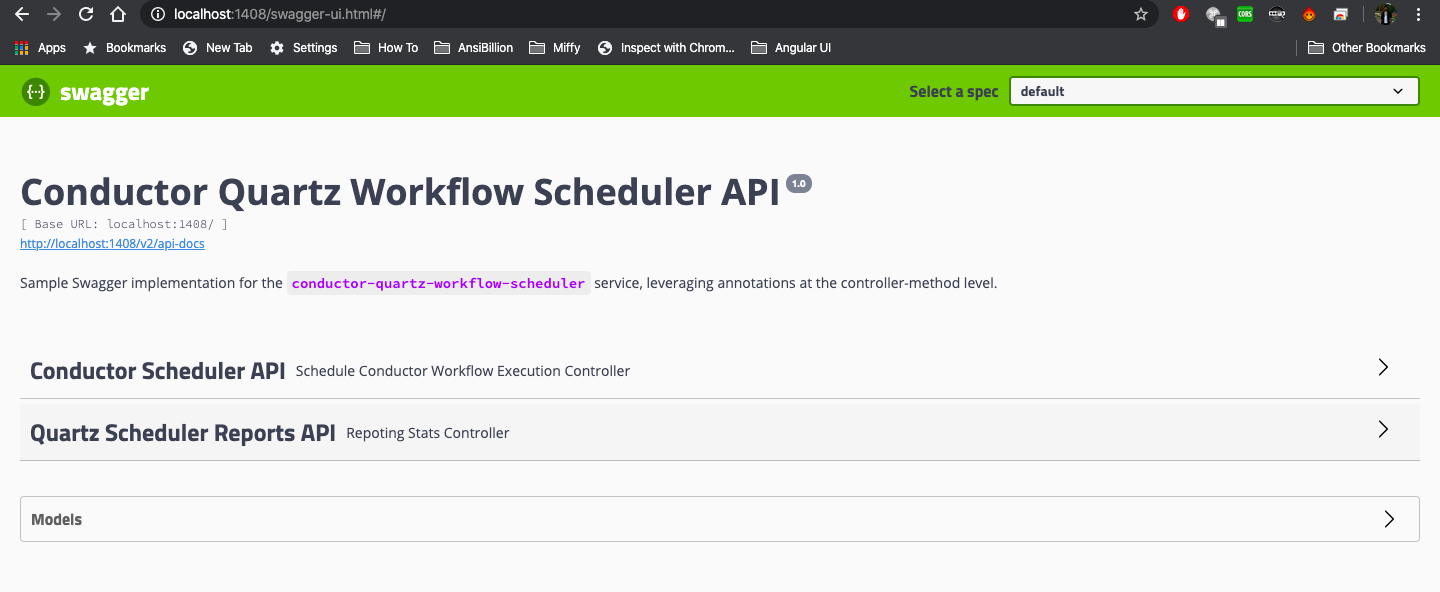 localhost:1408/swagger-ui.html#/
CORS
Apps Bookmarks New Tab Settings How To AnsiBillion Miffy Inspect with Chrom... Angular UI Other Bookmarks
{··} swagger Select a spec default
Conductor Quartz Workflow Scheduler API 1.0
[ Base URL: localhost:1408/ ]
http://localhost:1408/v2/api-docs
Sample Swagger implementation for the conductor-quartz-workflow-scheduler service, leveraging annotations at the controller-method level.
Conductor Scheduler API Schedule Conductor Workflow Execution Controller
Quartz Scheduler Reports API Repoting Stats Controller
Models